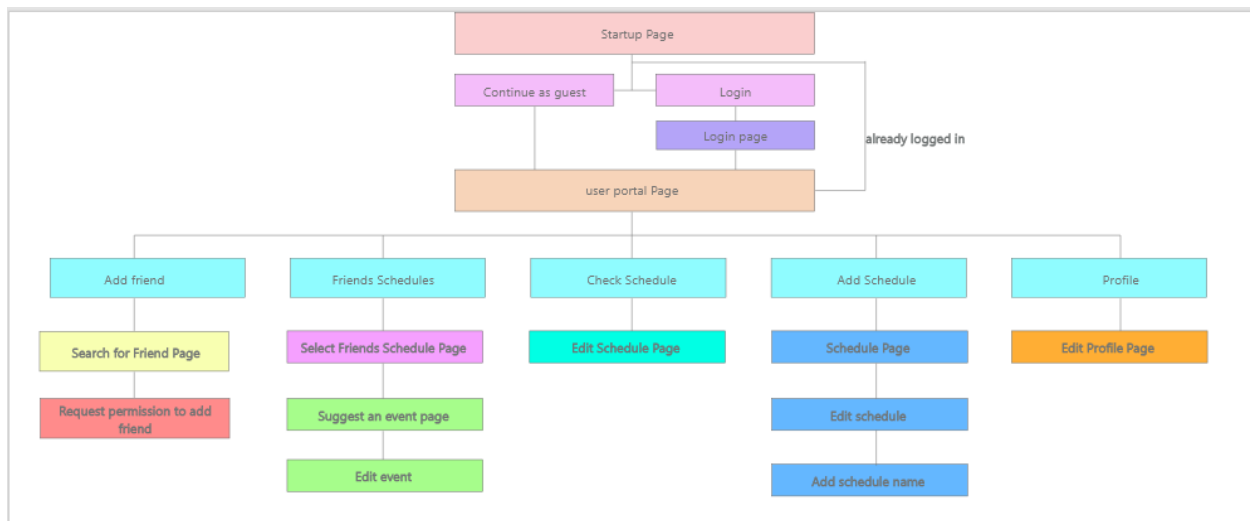 Startup Page
Continue as guest
Login
Login page
already logged in
user portal Page
Add friend
Friends Schedules
Check Schedule
Add Schedule
Profile
Search for Friend Page
Select Friends Schedule Page
Edit Schedule Page
Schedule Page
Edit Profile Page
Request permission to add
friend
Suggest an event page
Edit schedule
Edit event
Add schedule name